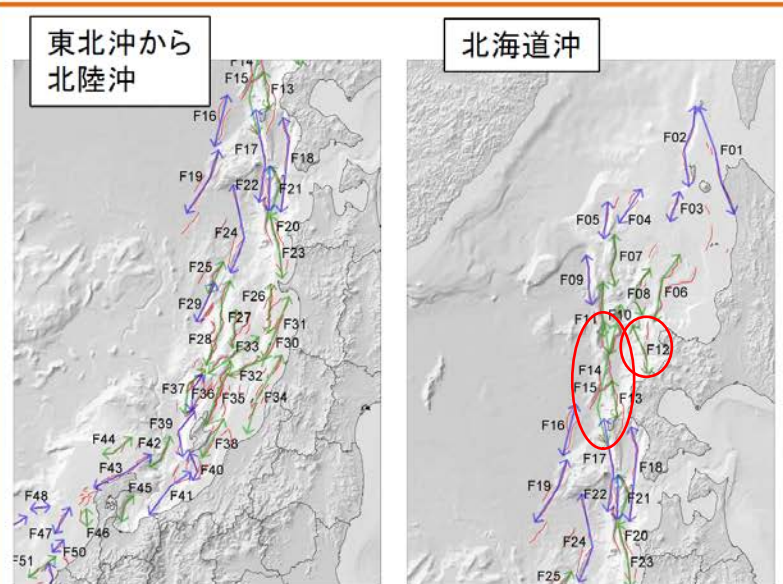 東北沖から
北陸沖
F14
F15
F13
F16
F17
F18
F19
F22
F21
F20
F24
F23
F25
F26
F29
F27
F31
F28
F30
F33
F32
F37
F36
F35
F34
F39
F38
F44
F42
F43
F40
F45
F41
F48
F46
F47
F50
F51
北海道沖
F02
F01
F03
F05
F04
F07
F09
F08
F06
F10
F11
F12
F14
F15
F13
F16
F17
F18
F19
F22
F21
F20
F24
F23
F25